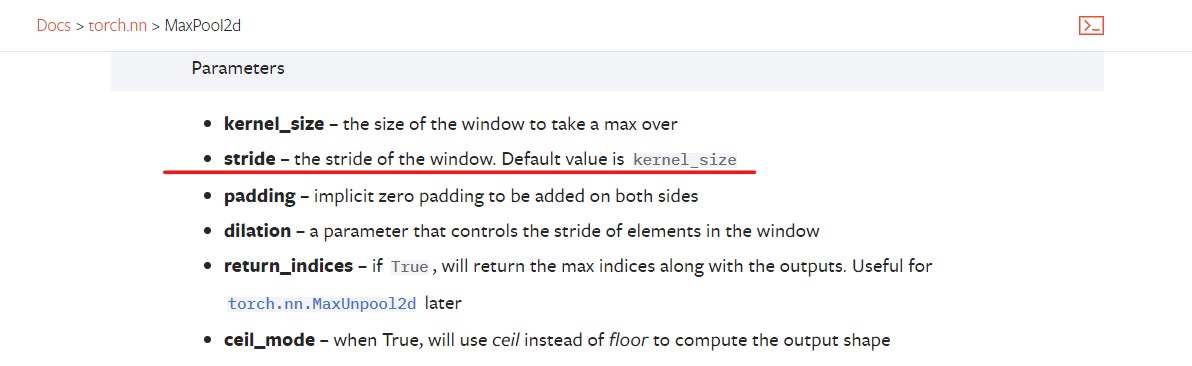 Docs > torch.nn > MaxPool2d
Parameters
• kernel_size – the size of the window to take a max over
• stride – the stride of the window. Default value is kernel_size
• padding – implicit zero padding to be added on both sides
• dilation – a parameter that controls the stride of elements in the window
• return_indices – if True, will return the max indices along with the outputs. Useful for
torch.nn.MaxUnpool2d later
• ceil_mode – when True, will use ceil instead of floor to compute the output shape